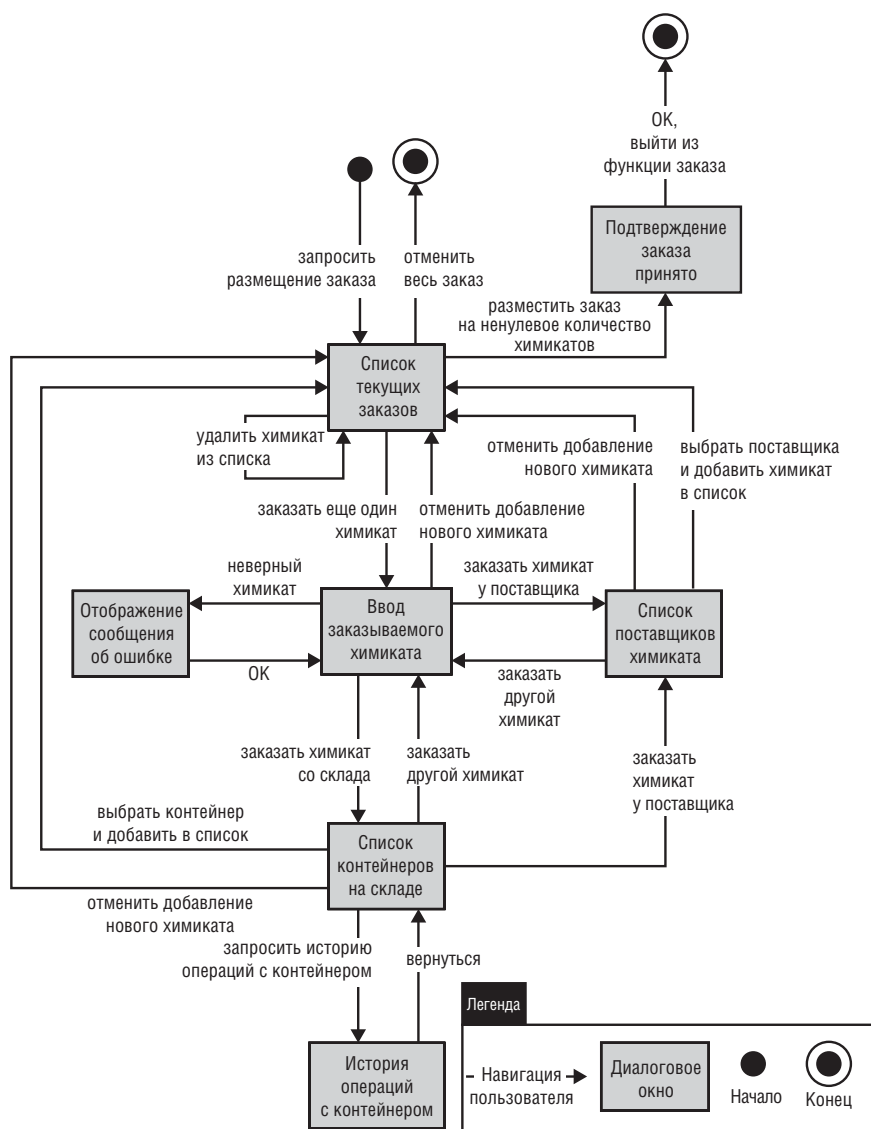 ОК,
выйти из
функции заказа
Подтверждение
заказа
принято
запросить
размещение заказа
отменить
весь заказ
разместить заказ
на ненулевое количество
химикатов
Список
текущих
заказов
удалить химикат
из списка
отменить добавление
нового химиката
выбрать поставщика
и добавить химикат
в список
заказать еще один
химикат
отменить добавление
нового химиката
неверный
химикат
заказать химикат
у поставщика
Отображение
сообщения
об ошибке
Ввод
заказываемого
химиката
Список
поставщиков
химиката
ОК
заказать
другой
химикат
заказать химикат
со склада
заказать
другой химикат
заказать
химикат
у поставщика
выбрать контейнер
и добавить в список
Список
контейнеров
на складе
отменить добавление
нового химиката
запросить историю
операций с контейнером
вернуться
История
операций
с контейнером
Легенда
Навигация
пользователя
Диалоговое
окно
Начало
Конец